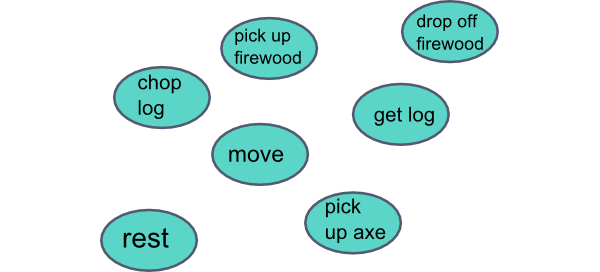 drop off
firewood
pick up
firewood
chop
log
get log
move
pick
up axe
rest